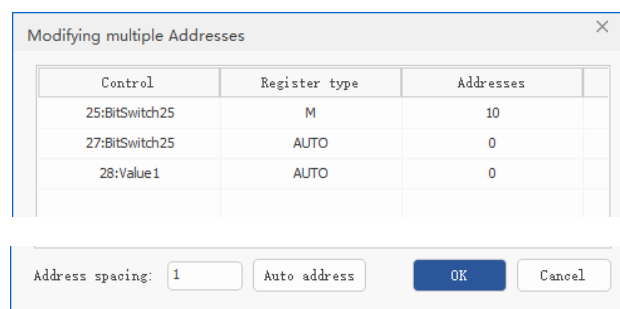 Modifying multiple Addresses
Control Register type Addresses
25:BitSwitch25 M 10
27:BitSwitch25 AUTO 0
28:Value1 AUTO 0
Address spacing: 1 Auto address OK Cancel